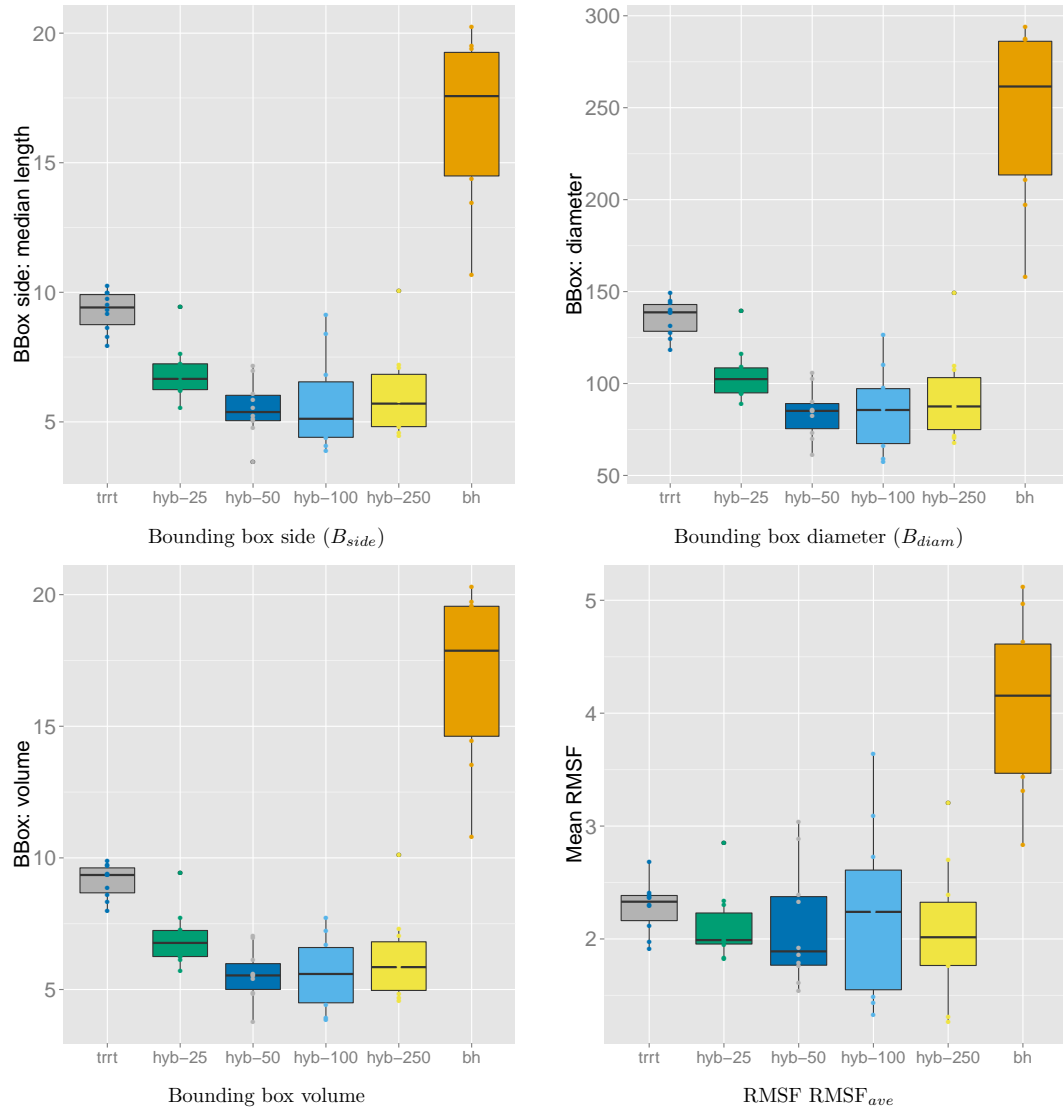 BBox side: median length
20
15
10
5
trrt hyb−25 hyb−50 hyb−100 hyb−250 bh
Bounding box side (B_side)
BBox: diameter
300
250
200
150
100
50
trrt hyb−25 hyb−50 hyb−100 hyb−250 bh
Bounding box diameter (B_diam)
BBox: volume
20
15
10
5
trrt hyb−25 hyb−50 hyb−100 hyb−250 bh
Bounding box volume
Mean RMSF
5
4
3
2
trrt hyb−25 hyb−50 hyb−100 hyb−250 bh
RMSF RMSF_ave